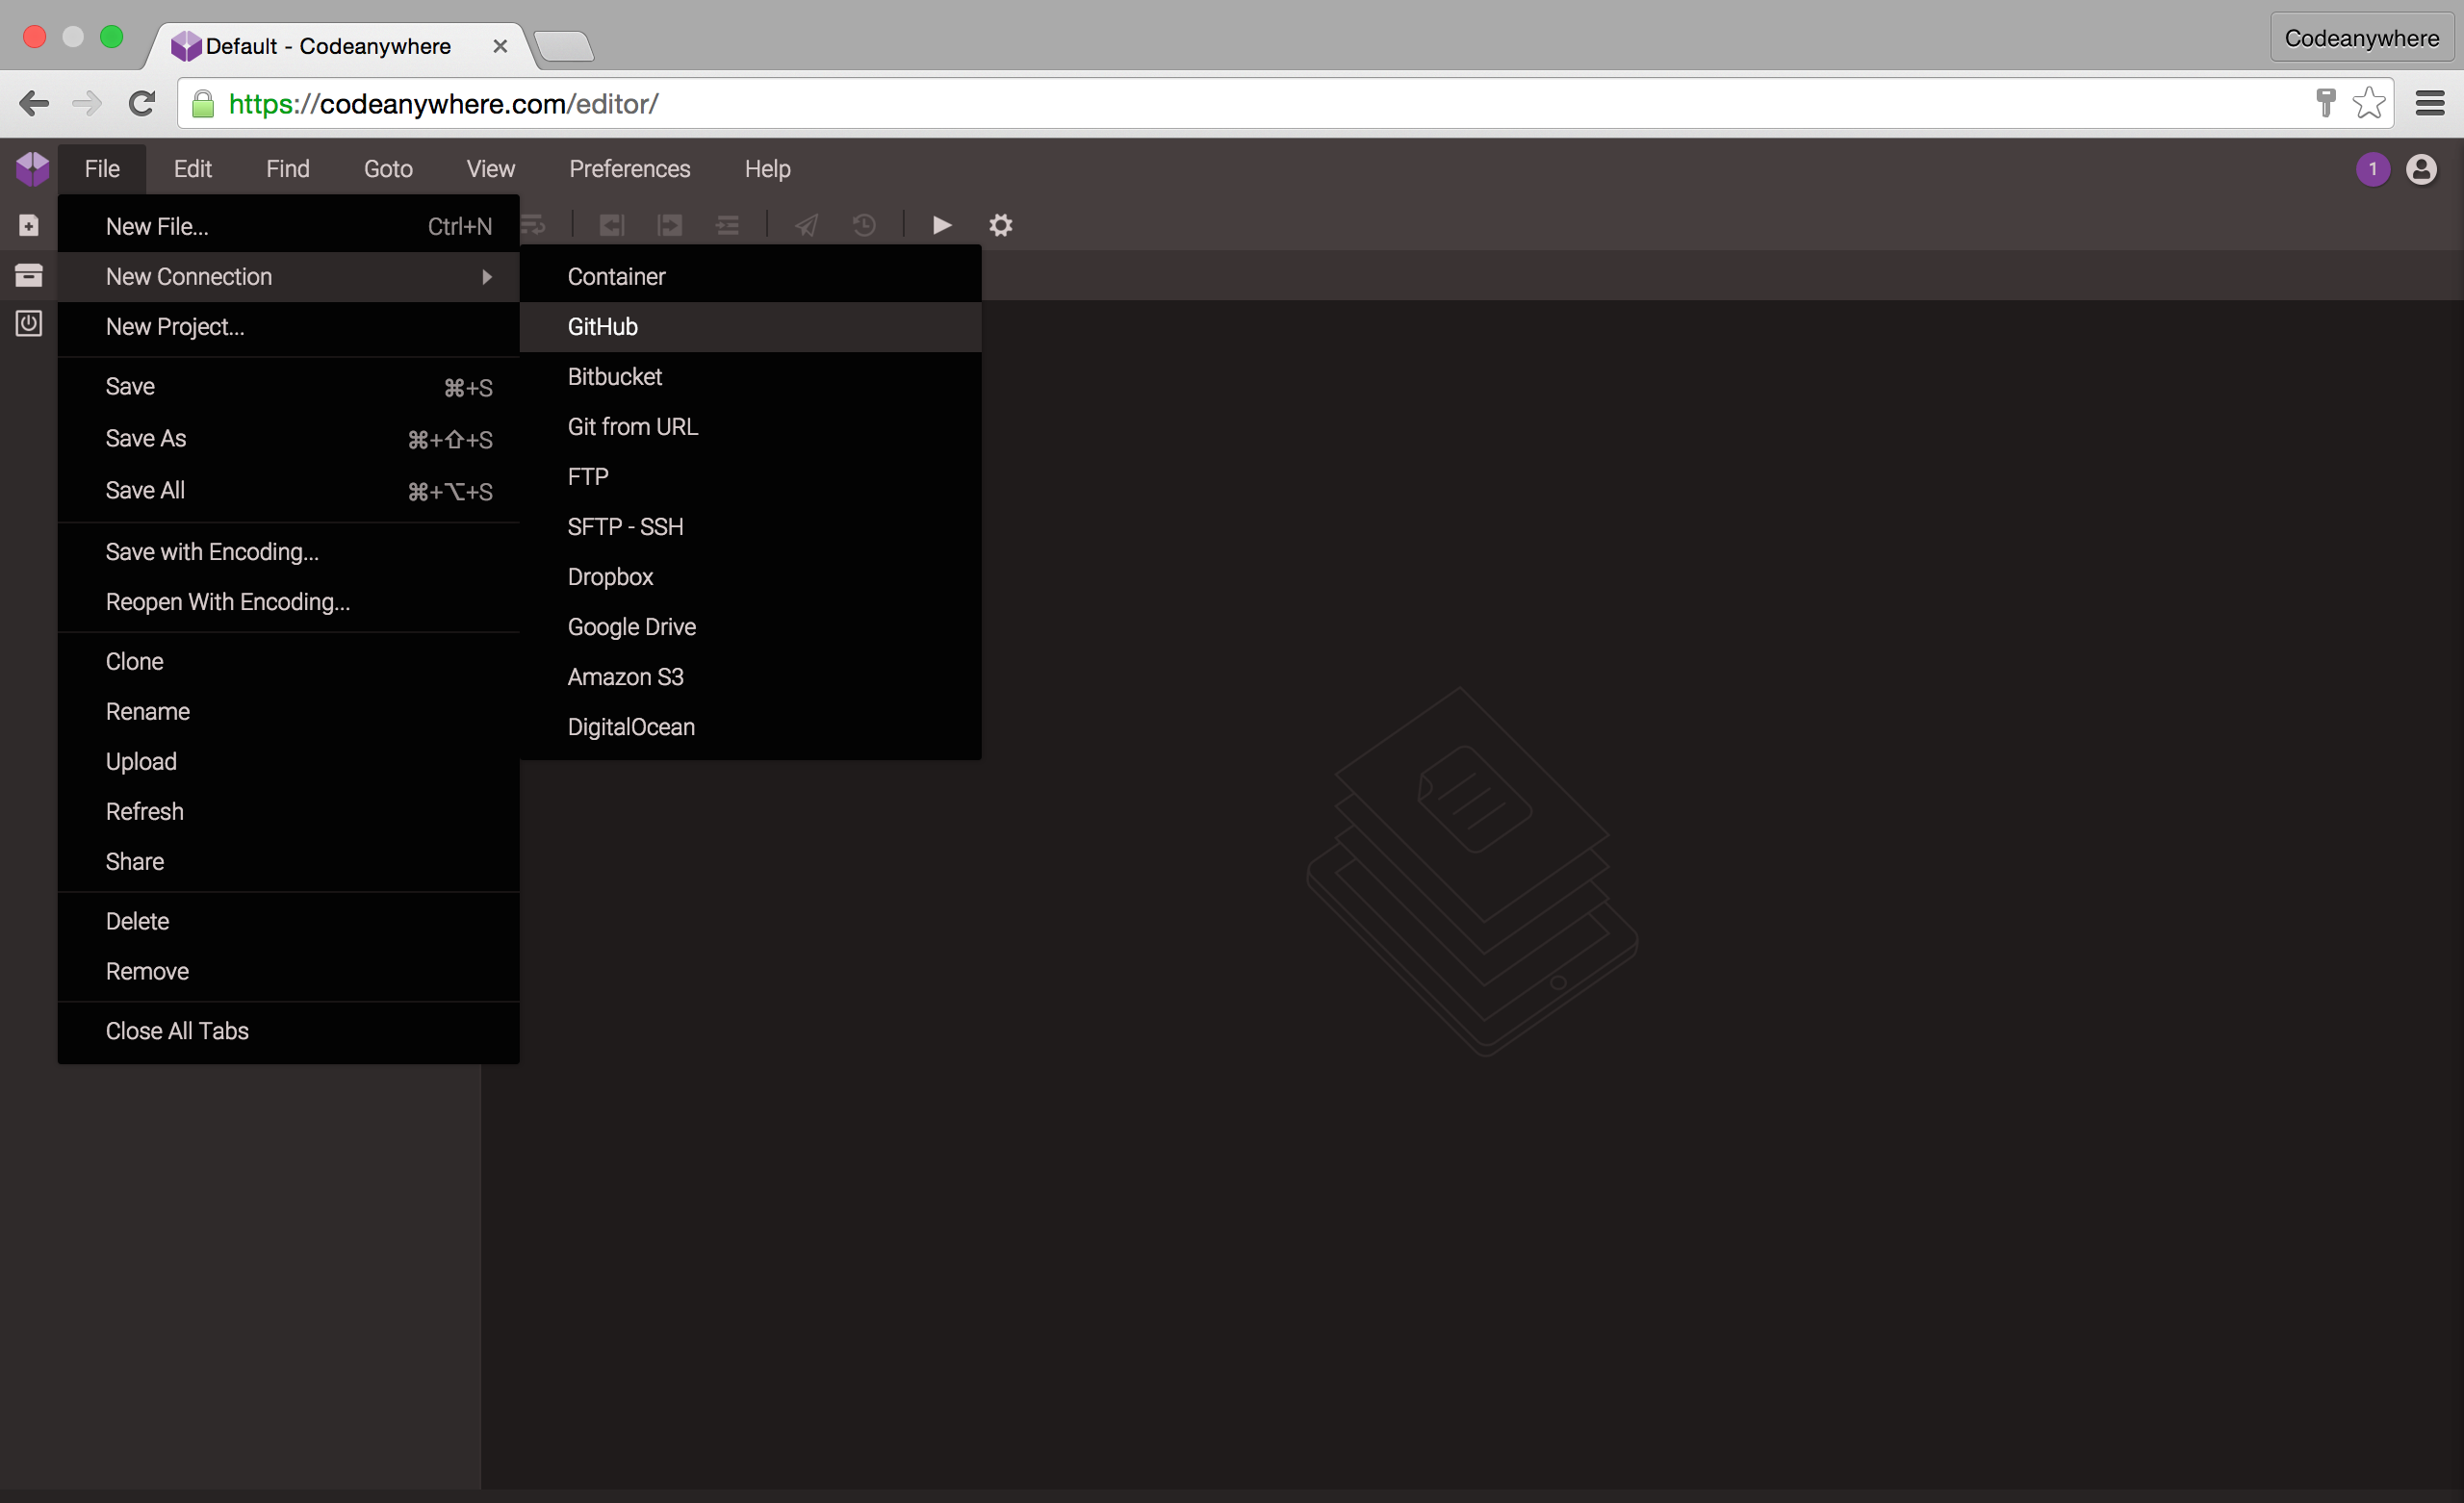 Default - Codeanywhere
Codeanywhere
https://codeanywhere.com/editor/
File Edit Find Goto View Preferences Help
1
New File... Ctrl+N
New Connection
New Project...
Save ⌘+S
Save As ⌘+⇧+S
Save All ⌘+⌥+S
Save with Encoding...
Reopen With Encoding...
Clone
Rename
Upload
Refresh
Share
Delete
Remove
Close All Tabs
Container
GitHub
Bitbucket
Git from URL
FTP
SFTP - SSH
Dropbox
Google Drive
Amazon S3
DigitalOcean